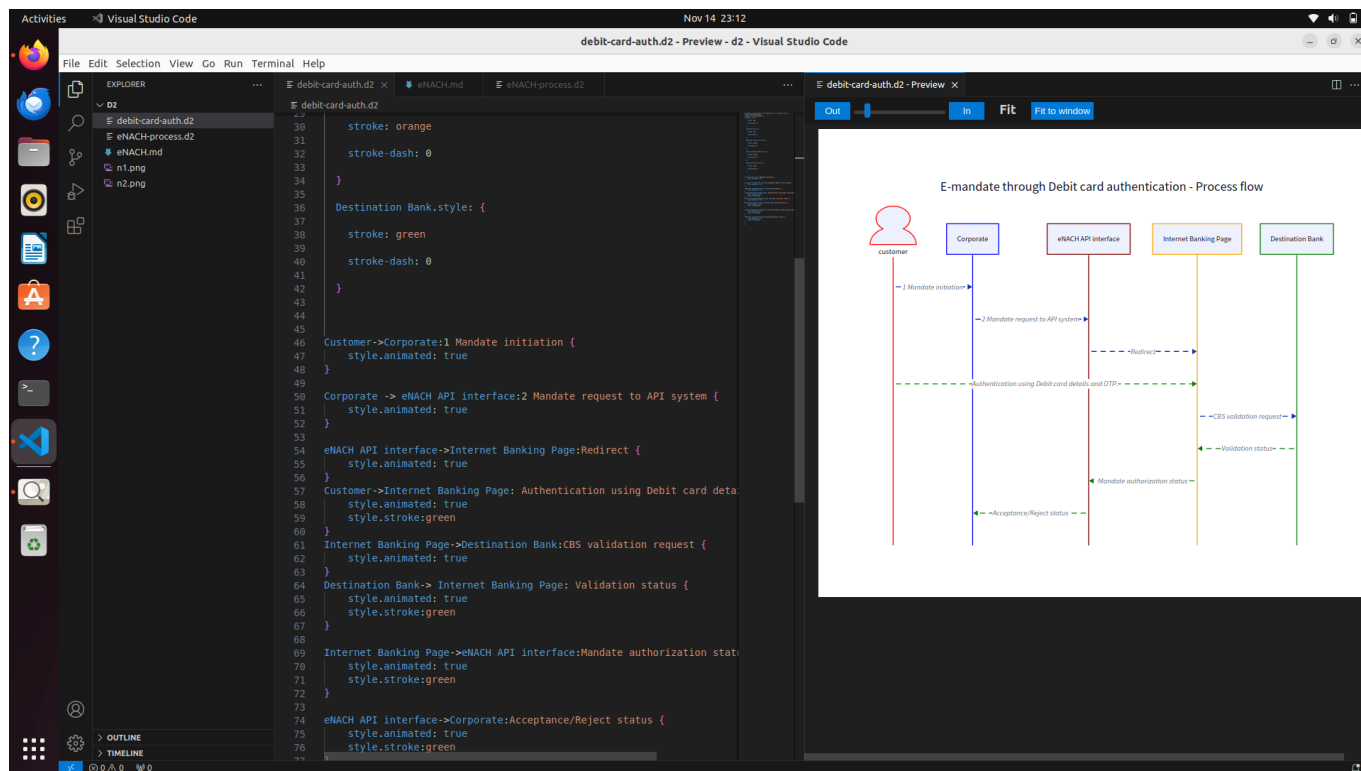 Activities
Visual Studio Code
Nov 14 23:12
debit-card-auth.d2 - Preview - d2 - Visual Studio Code
File Edit Selection View Go Run Terminal Help
EXPLORER
D2
debit-card-auth.d2
eNACH-process.d2
eNACH.md
n1.png
n2.png
OUTLINE
TIMELINE
0 0 0
debit-card-auth.d2
eNACH.md
eNACH-process.d2
debit-card-auth.d2
29
30 stroke: orange
31
32 stroke-dash: 0
33
34 }
35
36 Destination Bank.style: {
37
38 stroke: green
39
40 stroke-dash: 0
41
42 }
43
44
45
46 Customer->Corporate:1 Mandate initiation {
47 style.animated: true
48 }
49
50 Corporate -> eNACH API interface:2 Mandate request to API system {
51 style.animated: true
52 }
53
54 eNACH API interface->Internet Banking Page:Redirect {
55 style.animated: true
56 }
57 Customer->Internet Banking Page: Authentication using Debit card deta
58 style.animated: true
59 style.stroke:green
60 }
61 Internet Banking Page->Destination Bank:CBS validation request {
62 style.animated: true
63 }
64 Destination Bank-> Internet Banking Page: Validation status {
65 style.animated: true
66 style.stroke:green
67 }
68
69 Internet Banking Page->eNACH API interface:Mandate authorization stat
70 style.animated: true
71 style.stroke:green
72 }
73
74 eNACH API interface->Corporate:Acceptance/Reject status {
75 style.animated: true
76 style.stroke:green
77 }
debit-card-auth.d2 - Preview
Out
In
Fit
Fit to window
E-mandate through Debit card authentication - Process flow
customer
Corporate
eNACH API interface
Internet Banking Page
Destination Bank
1 Mandate initiation
2 Mandate request to API system
Redirect
Authentication using Debit card details and OTP.
CBS validation request
Validation status
Mandate authorization status
Acceptance/Reject status